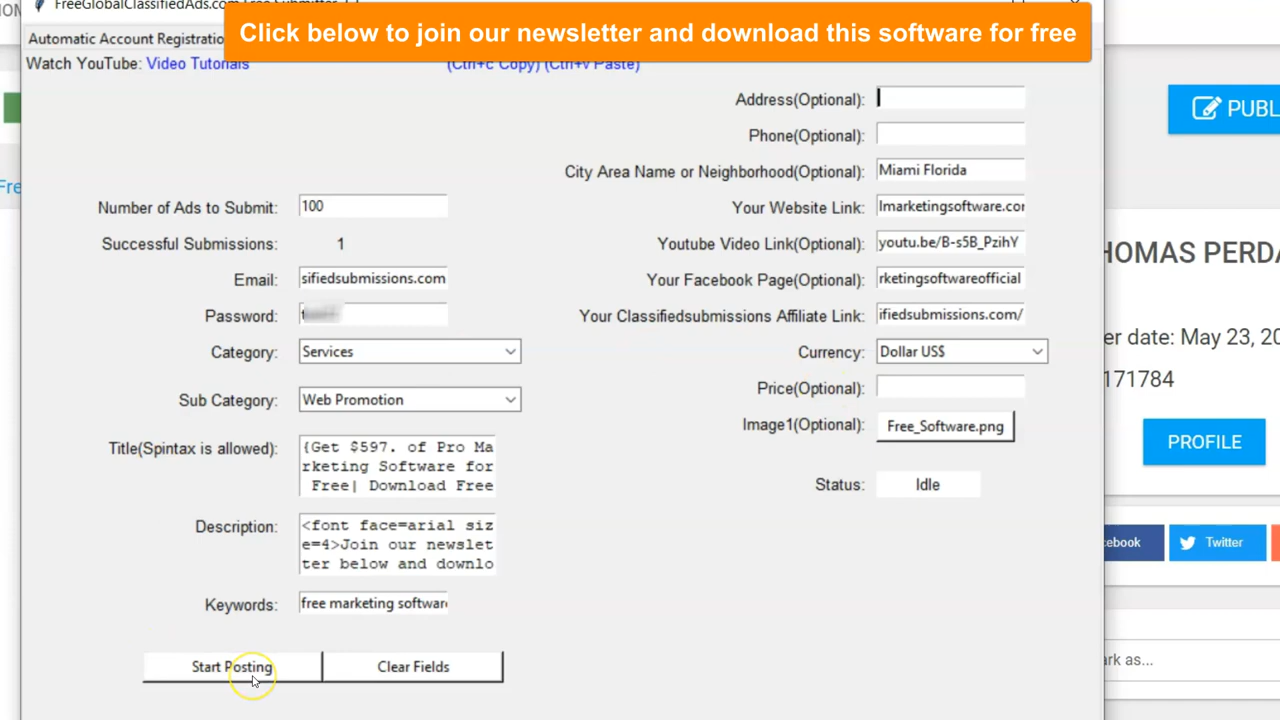 FreeGlobalClassifiedAds.com Free Submitter
Click below to join our newsletter and download this software for free
Automatic Account Registratio
Watch YouTube: Video Tutorials
(Ctrl+c Copy) (Ctrl+v Paste)
Address(Optional):
Phone(Optional):
City Area Name or Neighborhood(Optional): Miami Florida
Number of Ads to Submit: 100
Your Website Link: lmarketingsoftware.cor
Successful Submissions: 1
Youtube Video Link(Optional): youtu.be/B-s5B_PzihY
Email: sifiedsubmissions.com
Your Facebook Page(Optional): rketingsoftwareofficial
Password:
Your Classifiedsubmissions Affiliate Link: ifiedsubmissions.com/
Category: Services
Currency: Dollar US$
Sub Category: Web Promotion
Price(Optional):
Image1(Optional): Free_Software.png
Title(Spintax is allowed): {Get $597. of Pro Ma
rketing Software for
Free| Download Free
Status: Idle
Description: <font face=arial siz
e=4>Join our newslet
ter below and downlo
Keywords: free marketing software
Start Posting
Clear Fields
Fre
PUBL
HOMAS PERDA
er date: May 23, 20
171784
PROFILE
cebook
Twitter
ark as...